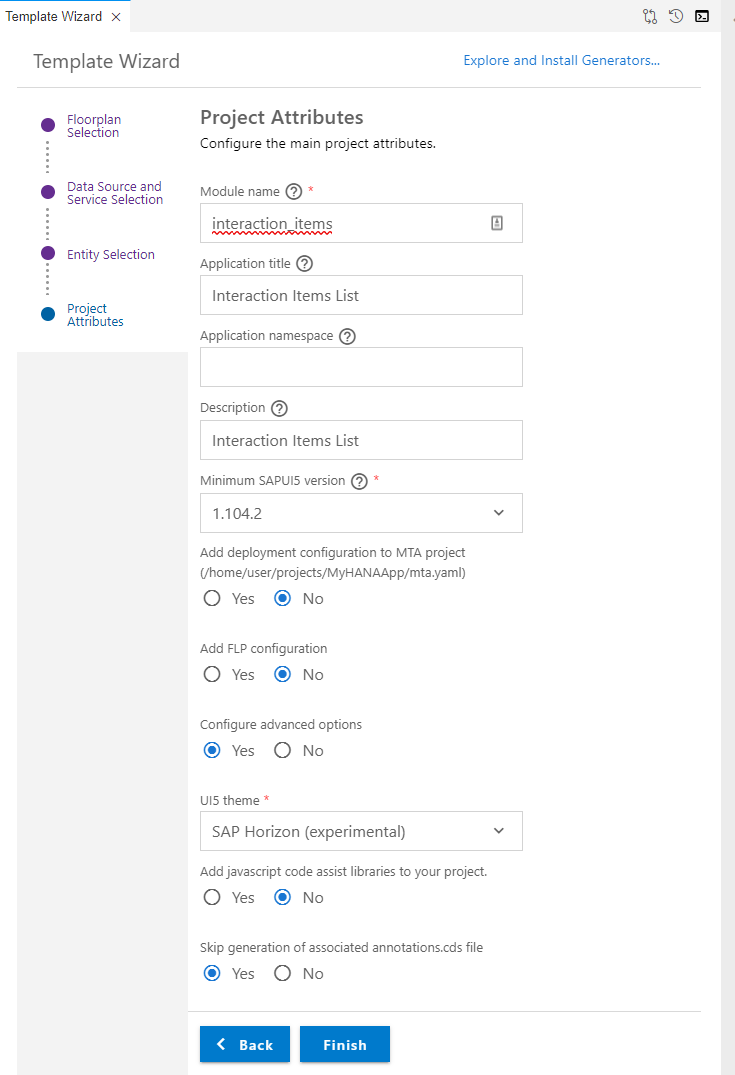 Template Wizard
Template Wizard
Explore and Install Generators...
Floorplan
Selection
Data Source and
Service Selection
Entity Selection
Project
Attributes
Project Attributes
Configure the main project attributes.
Module name *
interaction_items
Application title
Interaction Items List
Application namespace
Description
Interaction Items List
Minimum SAPUI5 version *
1.104.2
Add deployment configuration to MTA project
(/home/user/projects/MyHANAApp/mta.yaml)
Yes No
Add FLP configuration
Yes No
Configure advanced options
Yes No
UI5 theme *
SAP Horizon (experimental)
Add javascript code assist libraries to your project.
Yes No
Skip generation of associated annotations.cds file
Yes No
Back Finish